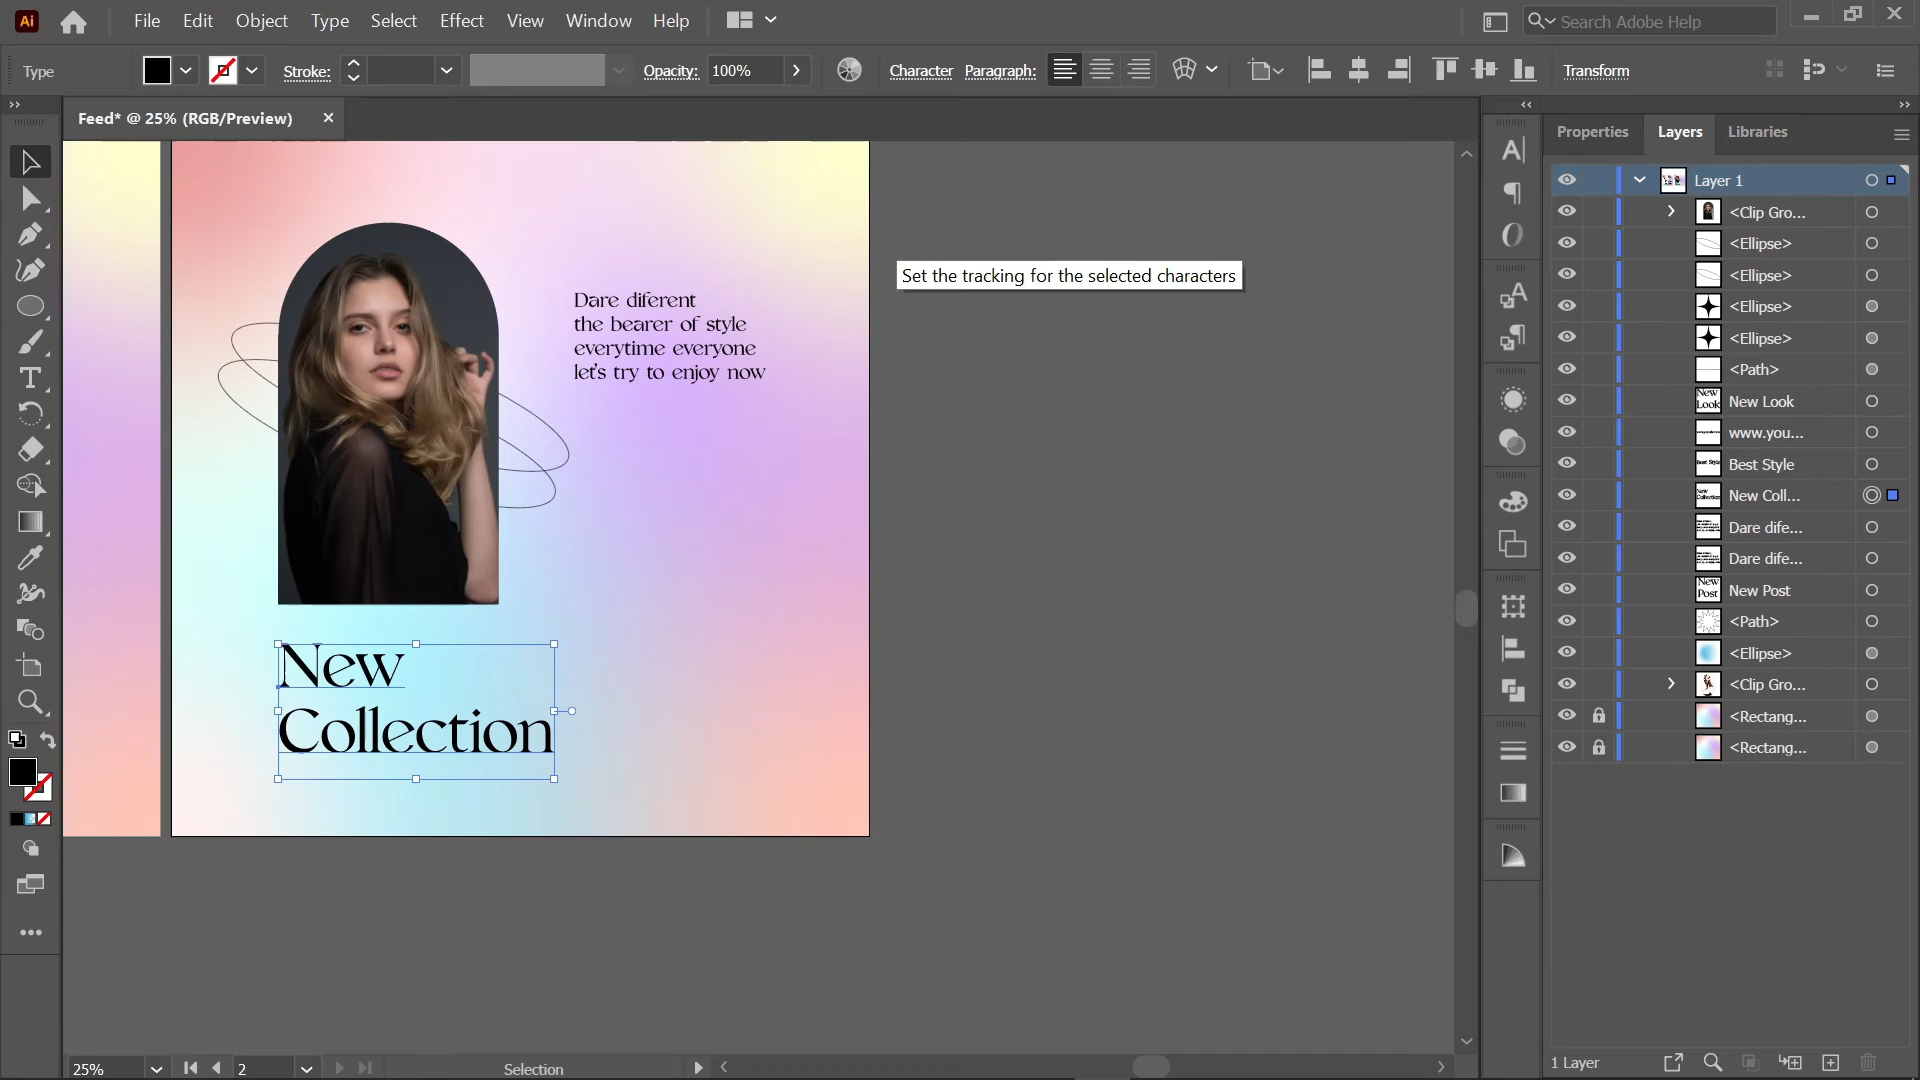 Ai
File Edit Object Type Select Effect View Window Help
Search Adobe Help
Type
Stroke:
Opacity: 100%
Character
Paragraph:
Transform
Feed* @ 25% (RGB/Preview)
Properties
Layers
Libraries
Layer 1
<Clip Gro...
<Ellipse>
<Ellipse>
<Ellipse>
<Ellipse>
<Path>
New Look
www.you...
Best Style
New Coll...
Dare dife...
Dare dife...
New Post
<Path>
<Ellipse>
<Clip Gro...
<Rectang...
<Rectang...
Set the tracking for the selected characters
Dare diferent
the bearer of style
everytime everyone
let's try to enjoy now
New
Collection
25%
2
Selection
1 Layer